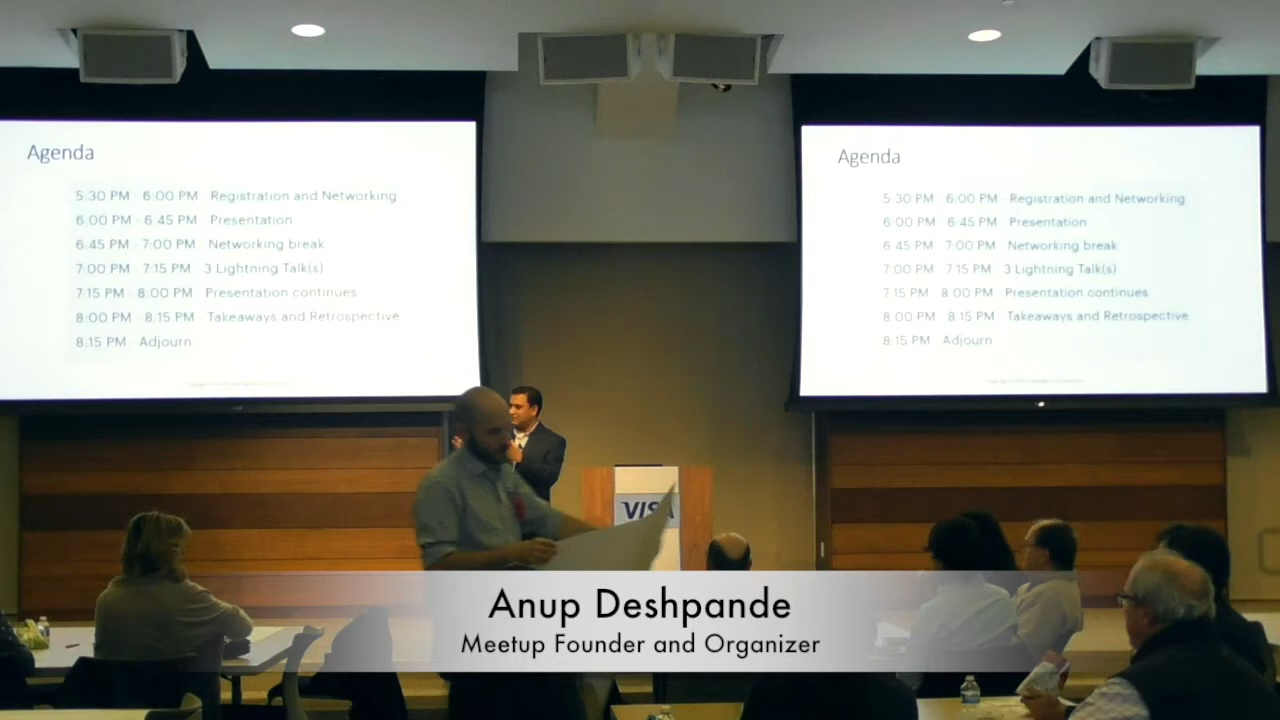 Agenda
5:30 PM - 6:00 PM Registration and Networking
6:00 PM - 6:45 PM Presentation
6:45 PM - 7:00 PM Networking break
7:00 PM - 7:15 PM 3 Lightning Talk(s)
7:15 PM - 8:00 PM Presentation continues
8:00 PM - 8:15 PM Takeaways and Retrospective
8:15 PM - Adjourn
Agenda
5:30 PM - 6:00 PM Registration and Networking
6:00 PM - 6:45 PM Presentation
6:45 PM - 7:00 PM Networking break
7:00 PM - 7:15 PM 3 Lightning Talk(s)
7:15 PM - 8:00 PM Presentation continues
8:00 PM - 8:15 PM Takeaways and Retrospective
8:15 PM - Adjourn
VISA
Anup Deshpande
Meetup Founder and Organizer